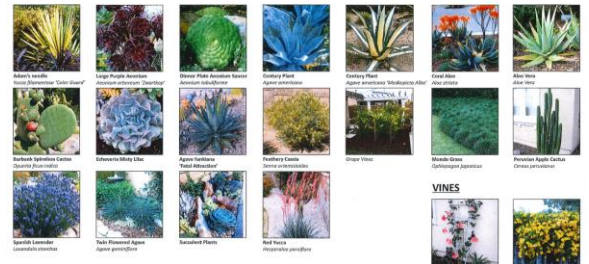 Adam's needle
Yucca filamentosa 'Color Guard'
Large Purple Aeonium
Aeonium arboreum 'Zwartkop'
Dinner Plate Aeonium Saucer
Aeonium tabuliforme
Century Plant
Agave americana
Century Plant
Agave americana 'Mediopicta Alba'
Coral Aloe
Aloe striata
Aloe Vera
Aloe Vera
Burbank Spineless Cactus
Opuntia ficus-indica
Echeveria Misty Lilac
Agave Funkiana
'Fatal Attraction'
Feathery Cassia
Senna artemisioides
Grape Vines
Mondo Grass
Ophiopogon japonicus
Peruvian Apple Cactus
Cereus peruvianus
VINES
Spanish Lavender
Lavandula stoechas
Twin Flowered Agave
Agave geminiflora
Succulent Plants
Red Yucca
Hesperaloe parviflora